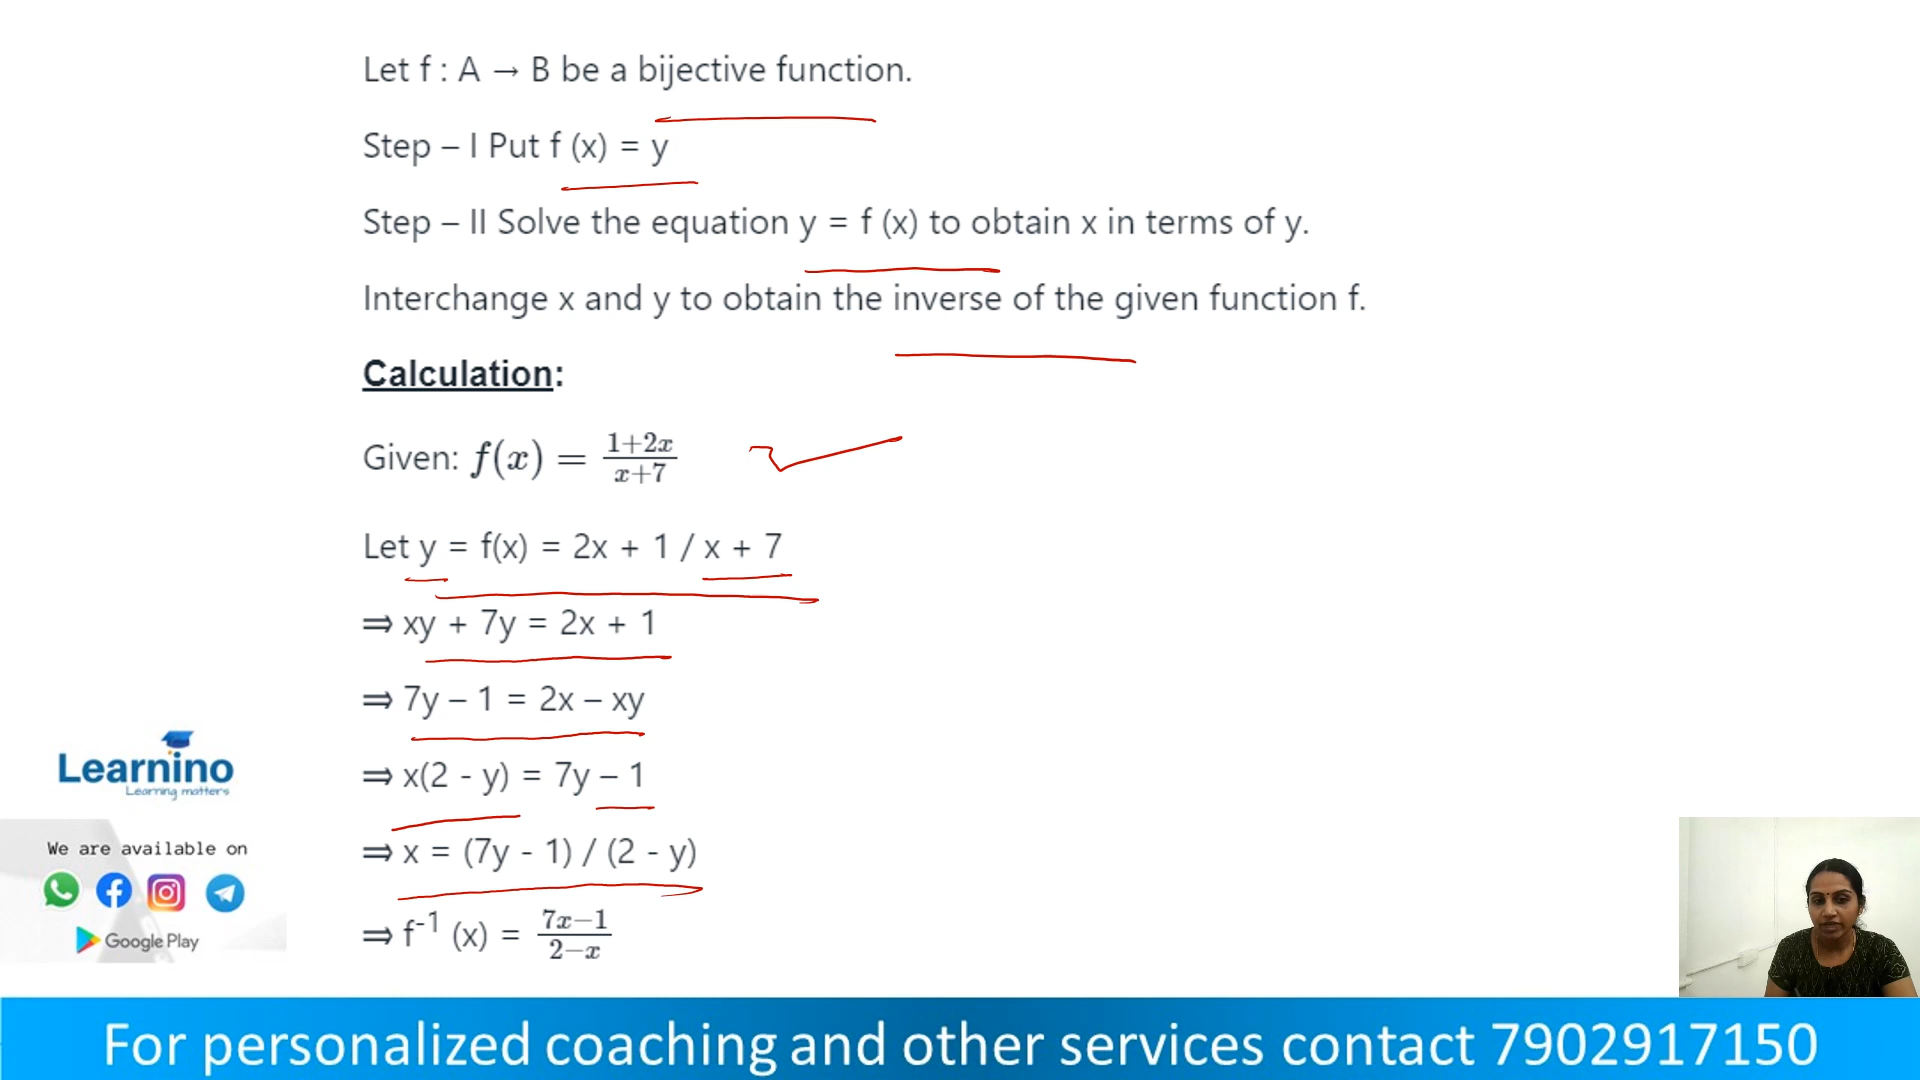 Let f : A → B be a bijective function.
Step – I Put f (x) = y
Step – II Solve the equation y = f (x) to obtain x in terms of y.
Interchange x and y to obtain the inverse of the given function f.
Calculation:
Given: f(x) = (1+2x)/(x+7)
Let y = f(x) = 2x + 1 / x + 7
⇒ xy + 7y = 2x + 1
⇒ 7y – 1 = 2x – xy
⇒ x(2 - y) = 7y – 1
⇒ x = (7y - 1) / (2 - y)
⇒ f⁻¹ (x) = (7x−1)/(2−x)
Learnino
Learning matters
We are available on
Google Play
For personalized coaching and other services contact 7902917150